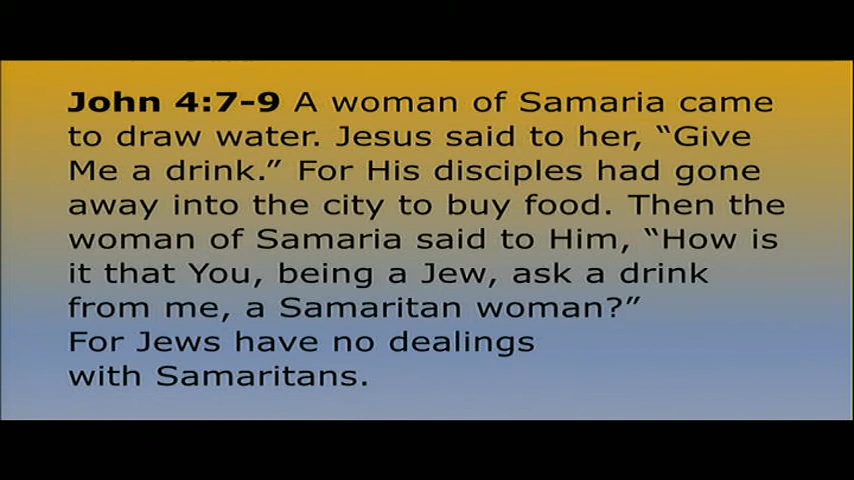 John 4:7-9 A woman of Samaria came
to draw water. Jesus said to her, “Give
Me a drink.” For His disciples had gone
away into the city to buy food. Then the
woman of Samaria said to Him, “How is
it that You, being a Jew, ask a drink
from me, a Samaritan woman?”
For Jews have no dealings
with Samaritans.